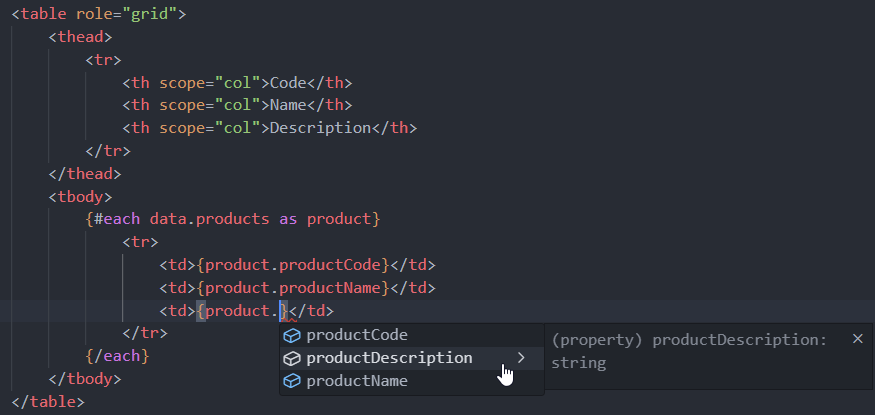 <table role="grid">
<thead>
<tr>
<th scope="col">Code</th>
<th scope="col">Name</th>
<th scope="col">Description</th>
</tr>
</thead>
<tbody>
{#each data.products as product}
<tr>
<td>{product.productCode}</td>
<td>{product.productName}</td>
<td>{product.}</td>
</tr>
{/each}
</tbody>
</table>
productCode
productDescription
productName
(property) productDescription:
string